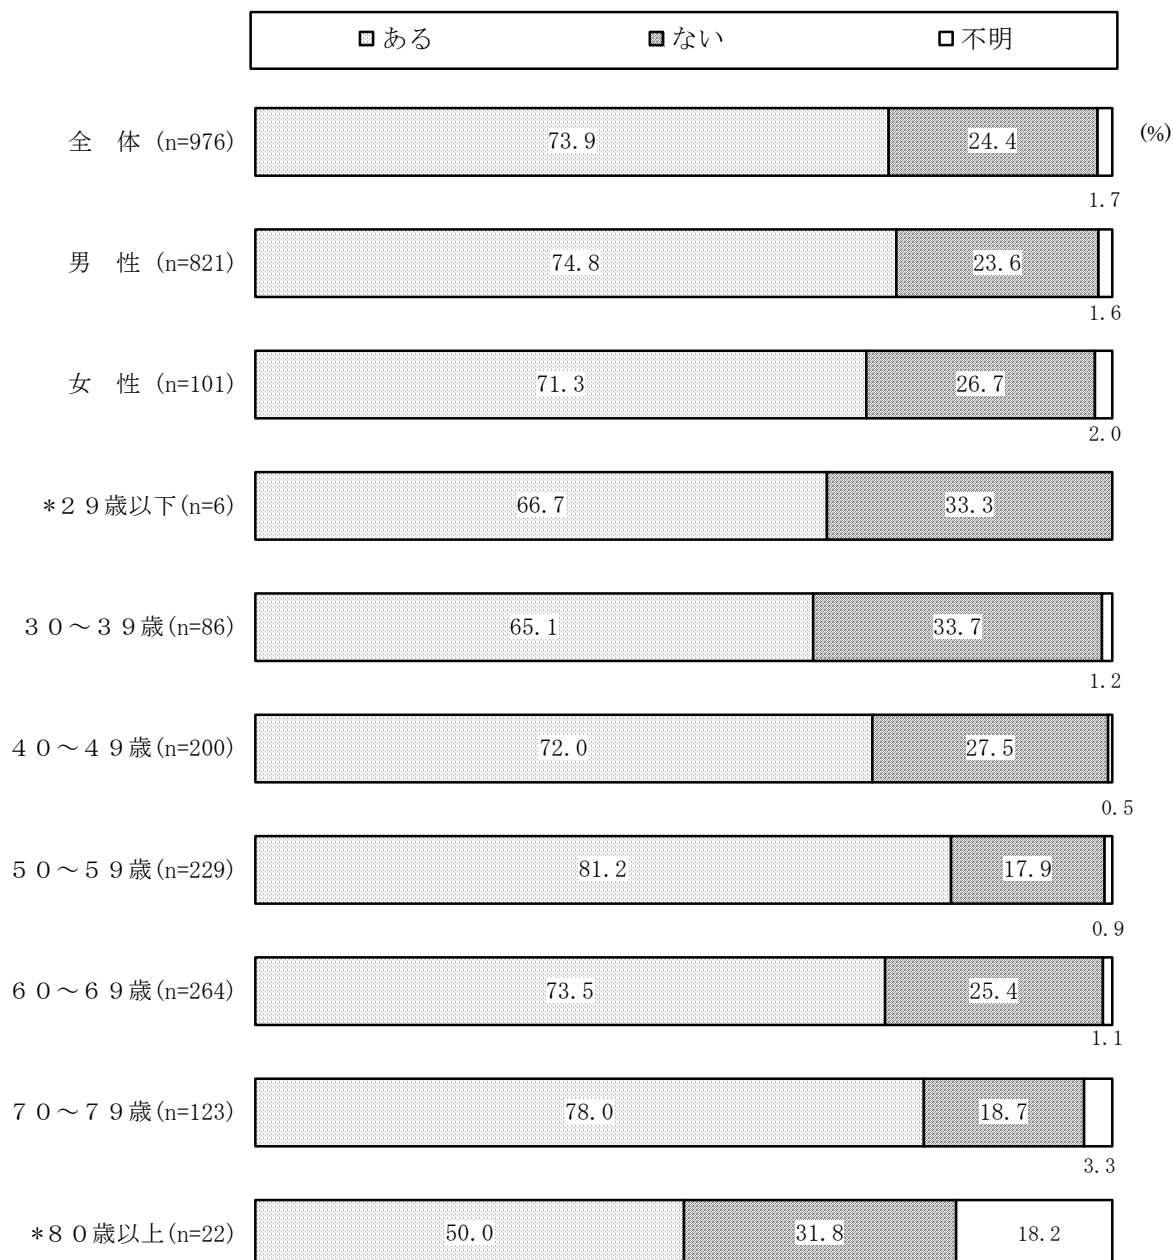 ある ない 不明
(%)
全　体 (n=976) 73.9 24.4 1.7
男　性 (n=821) 74.8 23.6 1.6
女　性 (n=101) 71.3 26.7 2.0
*２９歳以下(n=6) 66.7 33.3
３０～３９歳(n=86) 65.1 33.7 1.2
４０～４９歳(n=200) 72.0 27.5 0.5
５０～５９歳(n=229) 81.2 17.9 0.9
６０～６９歳(n=264) 73.5 25.4 1.1
７０～７９歳(n=123) 78.0 18.7 3.3
*８０歳以上(n=22) 50.0 31.8 18.2